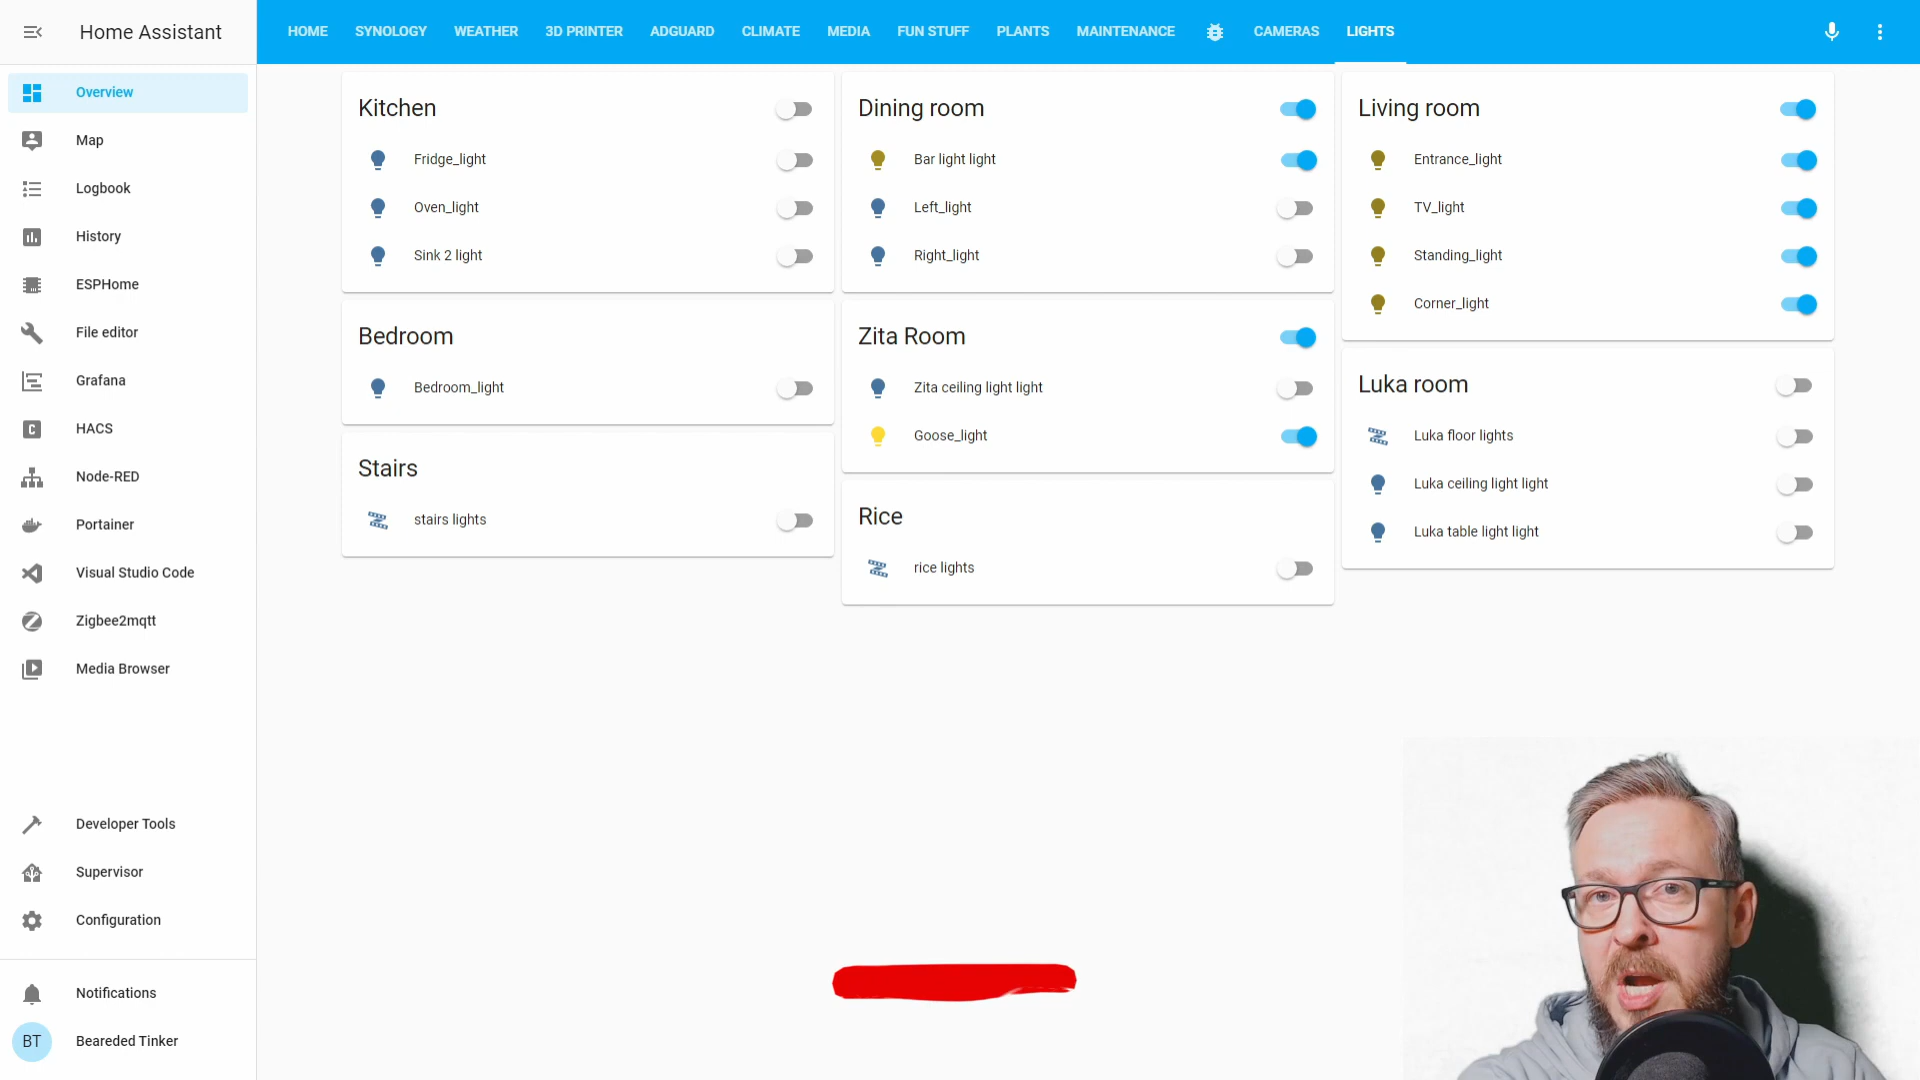 Home Assistant
HOME SYNOLOGY WEATHER 3D PRINTER ADGUARD CLIMATE MEDIA FUN STUFF PLANTS MAINTENANCE CAMERAS LIGHTS
Overview
Map
Logbook
History
ESPHome
File editor
Grafana
C HACS
Node-RED
Portainer
Visual Studio Code
Zigbee2mqtt
Media Browser
Developer Tools
Supervisor
Configuration
Notifications
BT Beareded Tinker
Kitchen
Fridge_light
Oven_light
Sink 2 light
Bedroom
Bedroom_light
Stairs
stairs lights
Dining room
Bar light light
Left_light
Right_light
Zita Room
Zita ceiling light light
Goose_light
Rice
rice lights
Living room
Entrance_light
TV_light
Standing_light
Corner_light
Luka room
Luka floor lights
Luka ceiling light light
Luka table light light